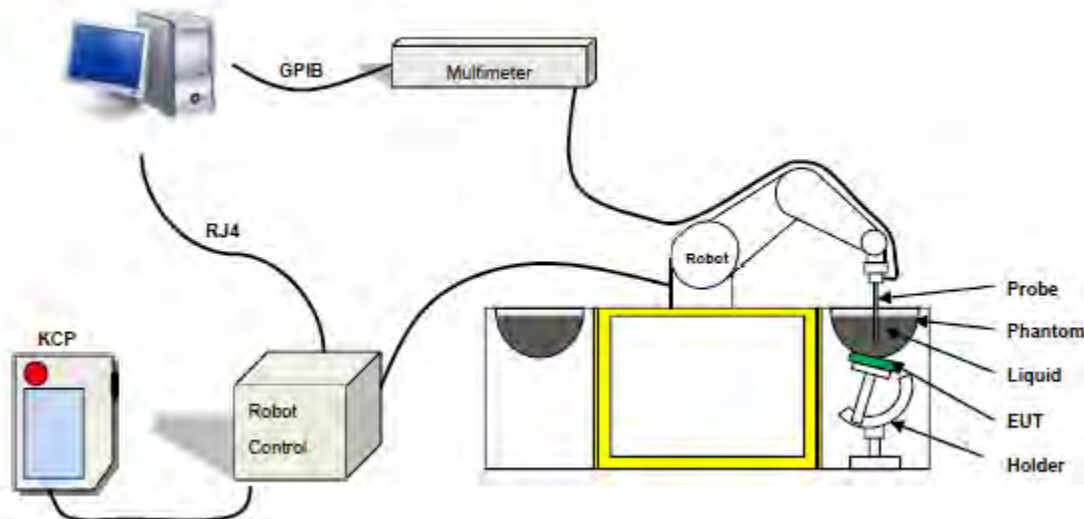 GPIB
Multimeter
RJ4
Robot
Probe
Phantom
KCP
Liquid
Robot
Control
EUT
Holder